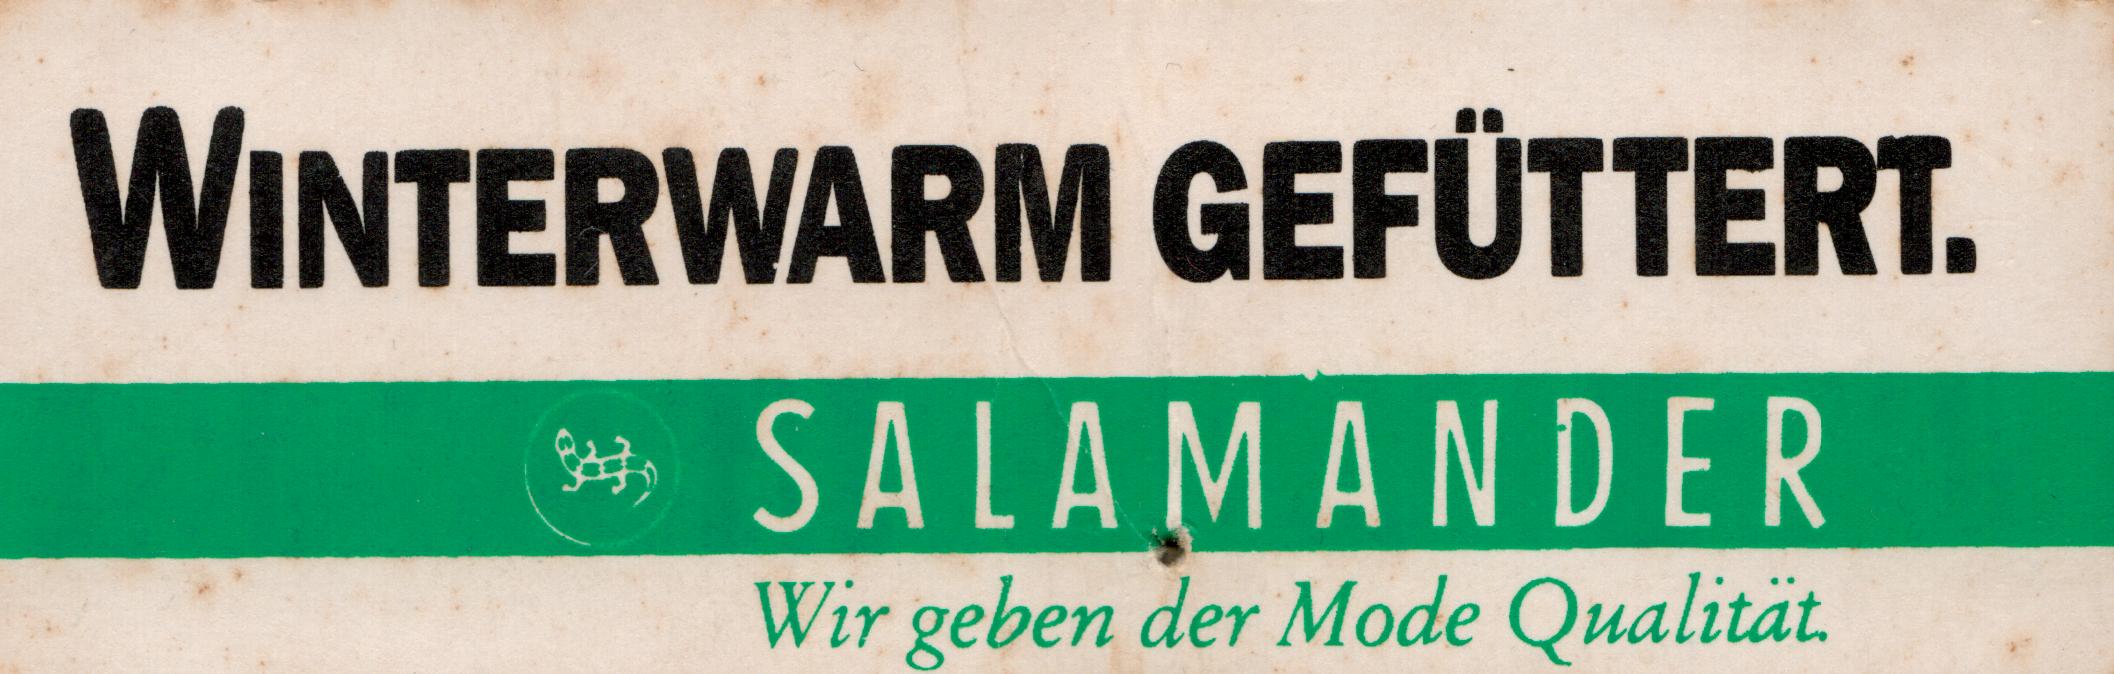 WINTERWARM GEFÜTTERT.
SALAMANDER
Wir geben der Mode Qualität.